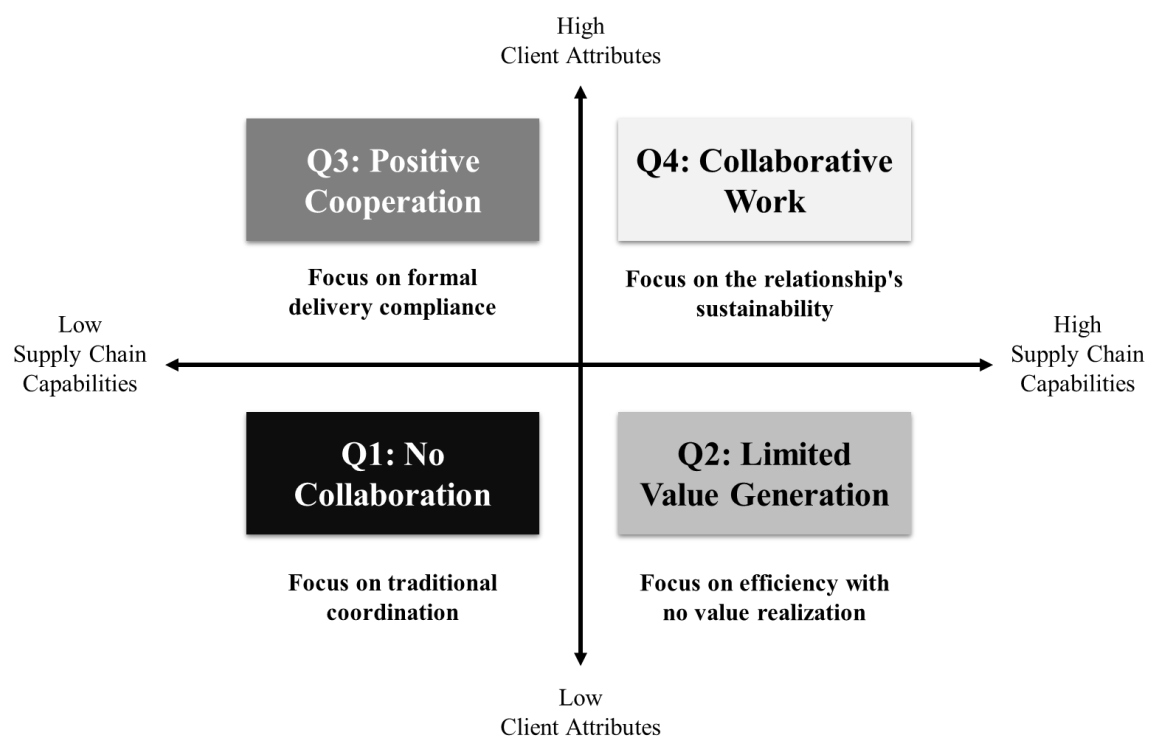 High
Client Attributes
Q3: Positive
Cooperation
Q4: Collaborative
Work
Focus on formal
delivery compliance
Focus on the relationship's
sustainability
Low
Supply Chain
Capabilities
High
Supply Chain
Capabilities
Q1: No
Collaboration
Q2: Limited
Value Generation
Focus on traditional
coordination
Focus on efficiency with
no value realization
Low
Client Attributes